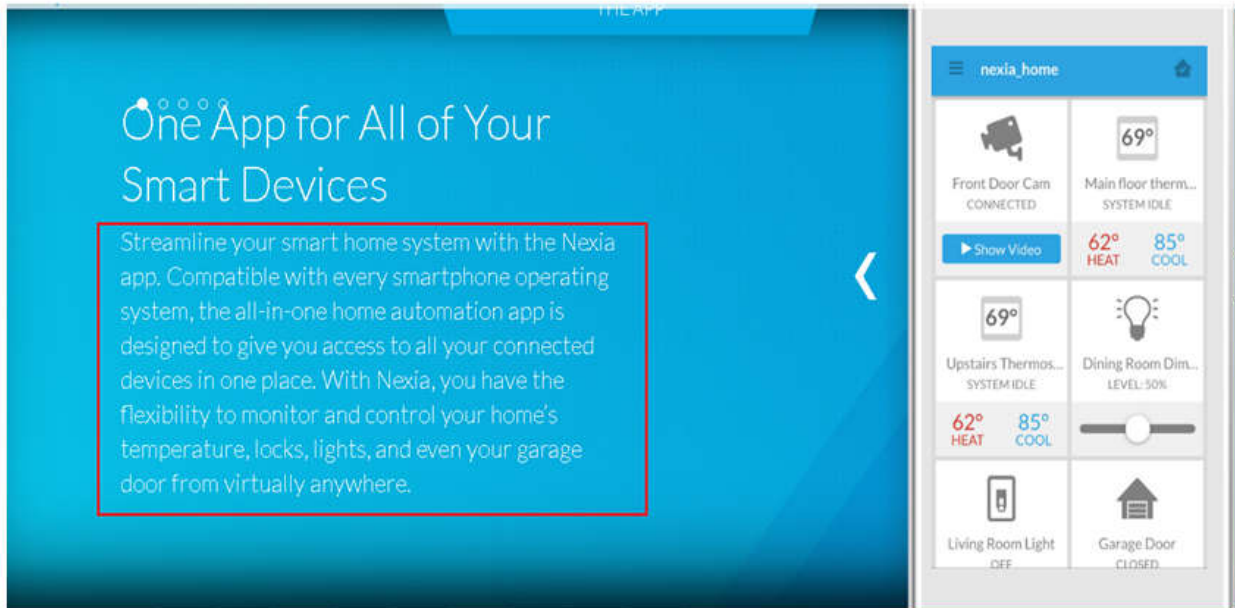 THE APP
One App for All of Your
Smart Devices
Streamline your smart home system with the Nexia
app. Compatible with every smartphone operating
system, the all-in-one home automation app is
designed to give you access to all your connected
devices in one place. With Nexia, you have the
flexibility to monitor and control your home's
temperature, locks, lights, and even your garage
door from virtually anywhere.
nexia_home
69°
Front Door Cam
CONNECTED
Main floor therm...
SYSTEM IDLE
Show Video
62° 85°
HEAT COOL
69°
Upstairs Thermos...
SYSTEM IDLE
Dining Room Dim...
LEVEL: 50%
62° 85°
HEAT COOL
Living Room Light
OFF
Garage Door
CLOSED